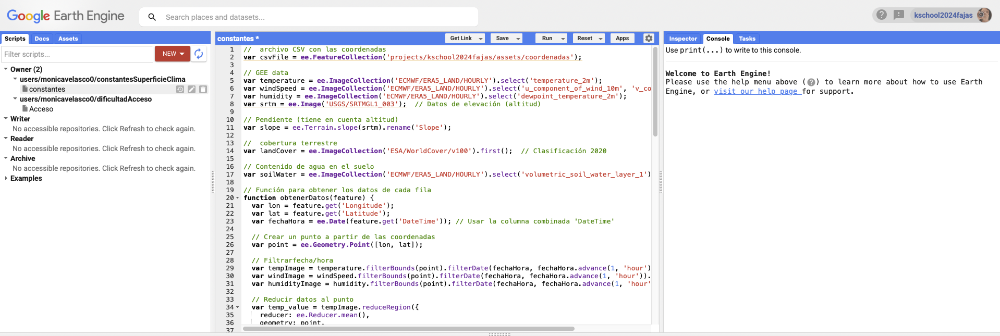 Google Earth Engine
Search places and datasets...
kschool2024fajas
Scripts Docs Assets
Filter scripts...
NEW
Owner (2)
users/monicavelasco0/constantesSuperficieClima
constantes
users/monicavelasco0/dificultadAcceso
Acceso
Writer
No accessible repositories. Click Refresh to check again.
Reader
No accessible repositories. Click Refresh to check again.
Archive
No accessible repositories. Click Refresh to check again.
Examples
constantes *
Get Link Save Run Reset Apps
1 //  archivo CSV con las coordenadas
2 var csvFile = ee.FeatureCollection('projects/kschool2024fajas/assets/coordenadas');
3
4 // GEE data
5 var temperature = ee.ImageCollection('ECMWF/ERA5_LAND/HOURLY').select('temperature_2m');
6 var windSpeed = ee.ImageCollection('ECMWF/ERA5_LAND/HOURLY').select('u_component_of_wind_10m', 'v_co
7 var humidity = ee.ImageCollection('ECMWF/ERA5_LAND/HOURLY').select('dewpoint_temperature_2m');
8 var srtm = ee.Image('USGS/SRTMGL1_003');  // Datos de elevación (altitud)
9
10 // Pendiente (tiene en cuenta altitud)
11 var slope = ee.Terrain.slope(srtm).rename('Slope');
12
13 //  cobertura terrestre
14 var landCover = ee.ImageCollection('ESA/WorldCover/v100').first();  // Clasificación 2020
15
16 // Contenido de agua en el suelo
17 var soilWater = ee.ImageCollection('ECMWF/ERA5_LAND/HOURLY').select('volumetric_soil_water_layer_1')
18
19 // Función para obtener los datos de cada fila
20 function obtenerDatos(feature) {
21   var lon = feature.get('Longitude');
22   var lat = feature.get('Latitude');
23   var fechaHora = ee.Date(feature.get('DateTime')); // Usar la columna combinada 'DateTime'
24
25   // Crear un punto a partir de las coordenadas
26   var point = ee.Geometry.Point([lon, lat]);
27
28   // Filtrarfecha/hora
29   var tempImage = temperature.filterBounds(point).filterDate(fechaHora, fechaHora.advance(1, 'hour')
30   var windImage = windSpeed.filterBounds(point).filterDate(fechaHora, fechaHora.advance(1, 'hour')).
31   var humidityImage = humidity.filterBounds(point).filterDate(fechaHora, fechaHora.advance(1, 'hour'
32
33   // Reducir datos al punto
34   var temp_value = tempImage.reduceRegion({
35     reducer: ee.Reducer.mean(),
36     geometry: point,
37
Inspector Console Tasks
Use print(...) to write to this console.
Welcome to Earth Engine!
Please use the help menu above (?) to learn more about how to use Earth
Engine, or visit our help page for support.